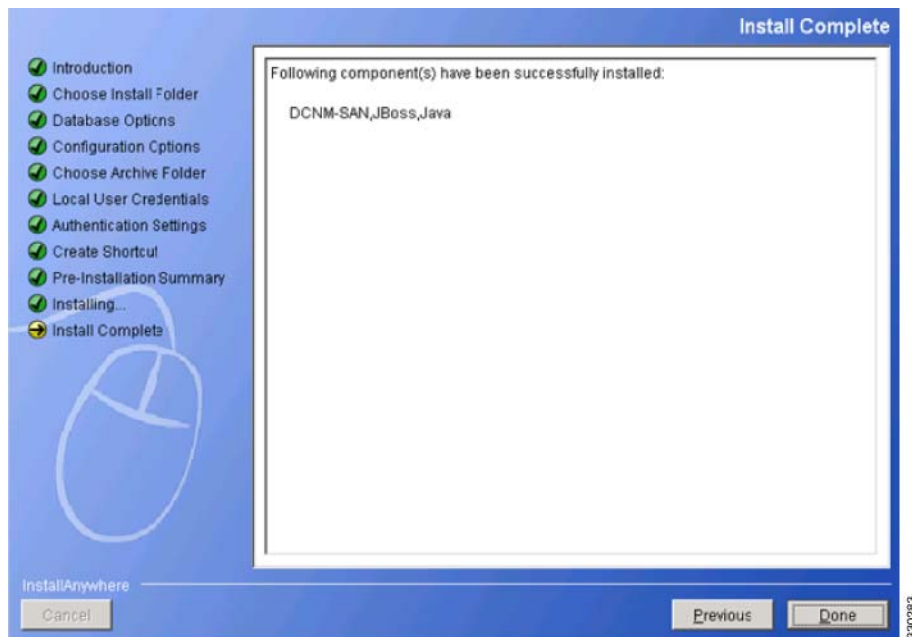 Install Complete
Introduction
Choose Install Folder
Database Options
Configuration Options
Choose Archive Folder
Local User Credentials
Authentication Settings
Create Shortcut
Pre-Installation Summary
Installing...
Install Complete
Following component(s) have been successfully installed:
DCNM-SAN,JBoss,Java
InstallAnywhere
Cancel
Previous
Done